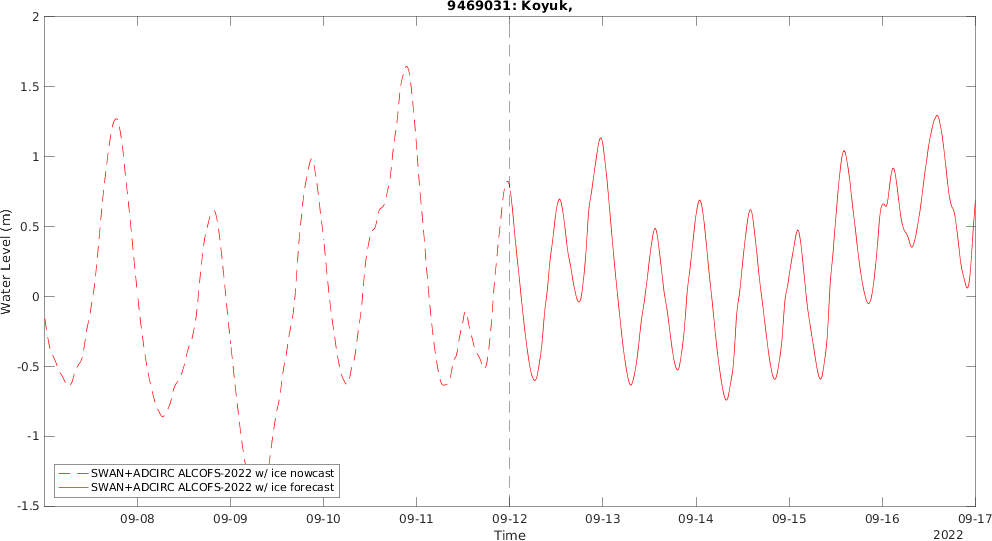 9469031: Koyuk,
2
1.5
1
0.5
0
-0.5
-1
-1.5
Water Level (m)
SWAN+ADCIRC ALCOFS-2022 w/ ice nowcast
SWAN+ADCIRC ALCOFS-2022 w/ ice forecast
09-08 09-09 09-10 09-11 09-12 09-13 09-14 09-15 09-16 09-17
Time
2022